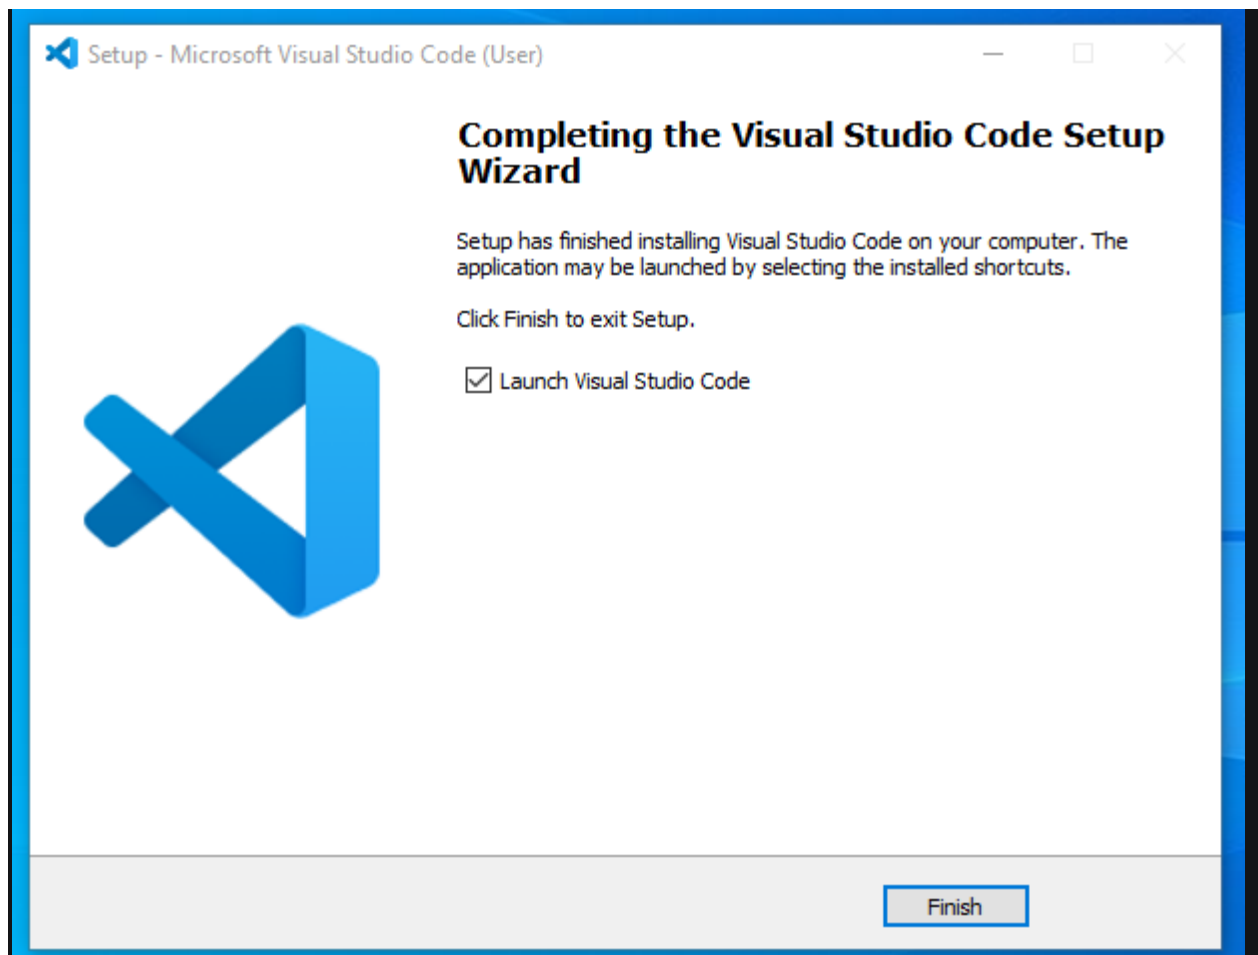 Setup - Microsoft Visual Studio Code (User)
Completing the Visual Studio Code Setup
Wizard
Setup has finished installing Visual Studio Code on your computer. The
application may be launched by selecting the installed shortcuts.
Click Finish to exit Setup.
Launch Visual Studio Code
Finish